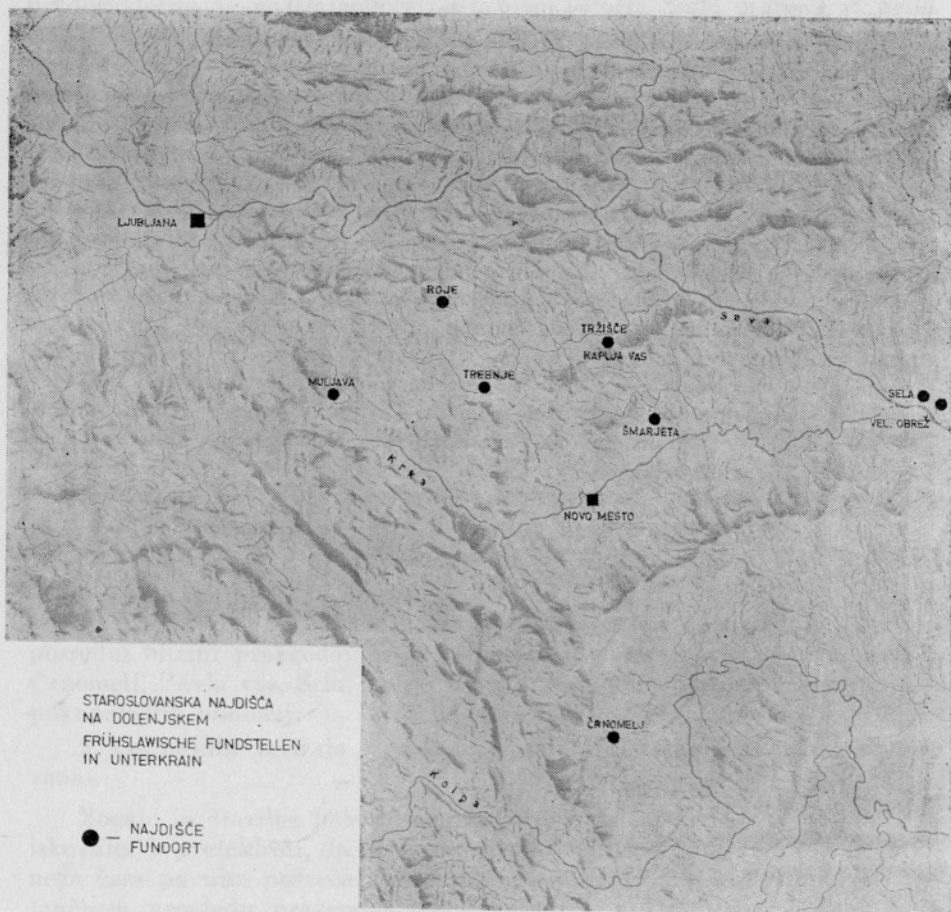 LJUBLJANA
ROJE
Sava
TRŽIŠČE
KAPLJA VAS
MULJAVA
TREBNJE
SELA
ŠMARJETA
VEL. OBREŽ
Krka
NOVO MESTO
STAROSLOVANSKA NAJDIŠČA
NA DOLENJSKEM
FRÜHSLAWISCHE FUNDSTELLEN
IN UNTERKRAIN
ČRNOMELJ
Kolpa
— NAJDIŠČE
FUNDORT